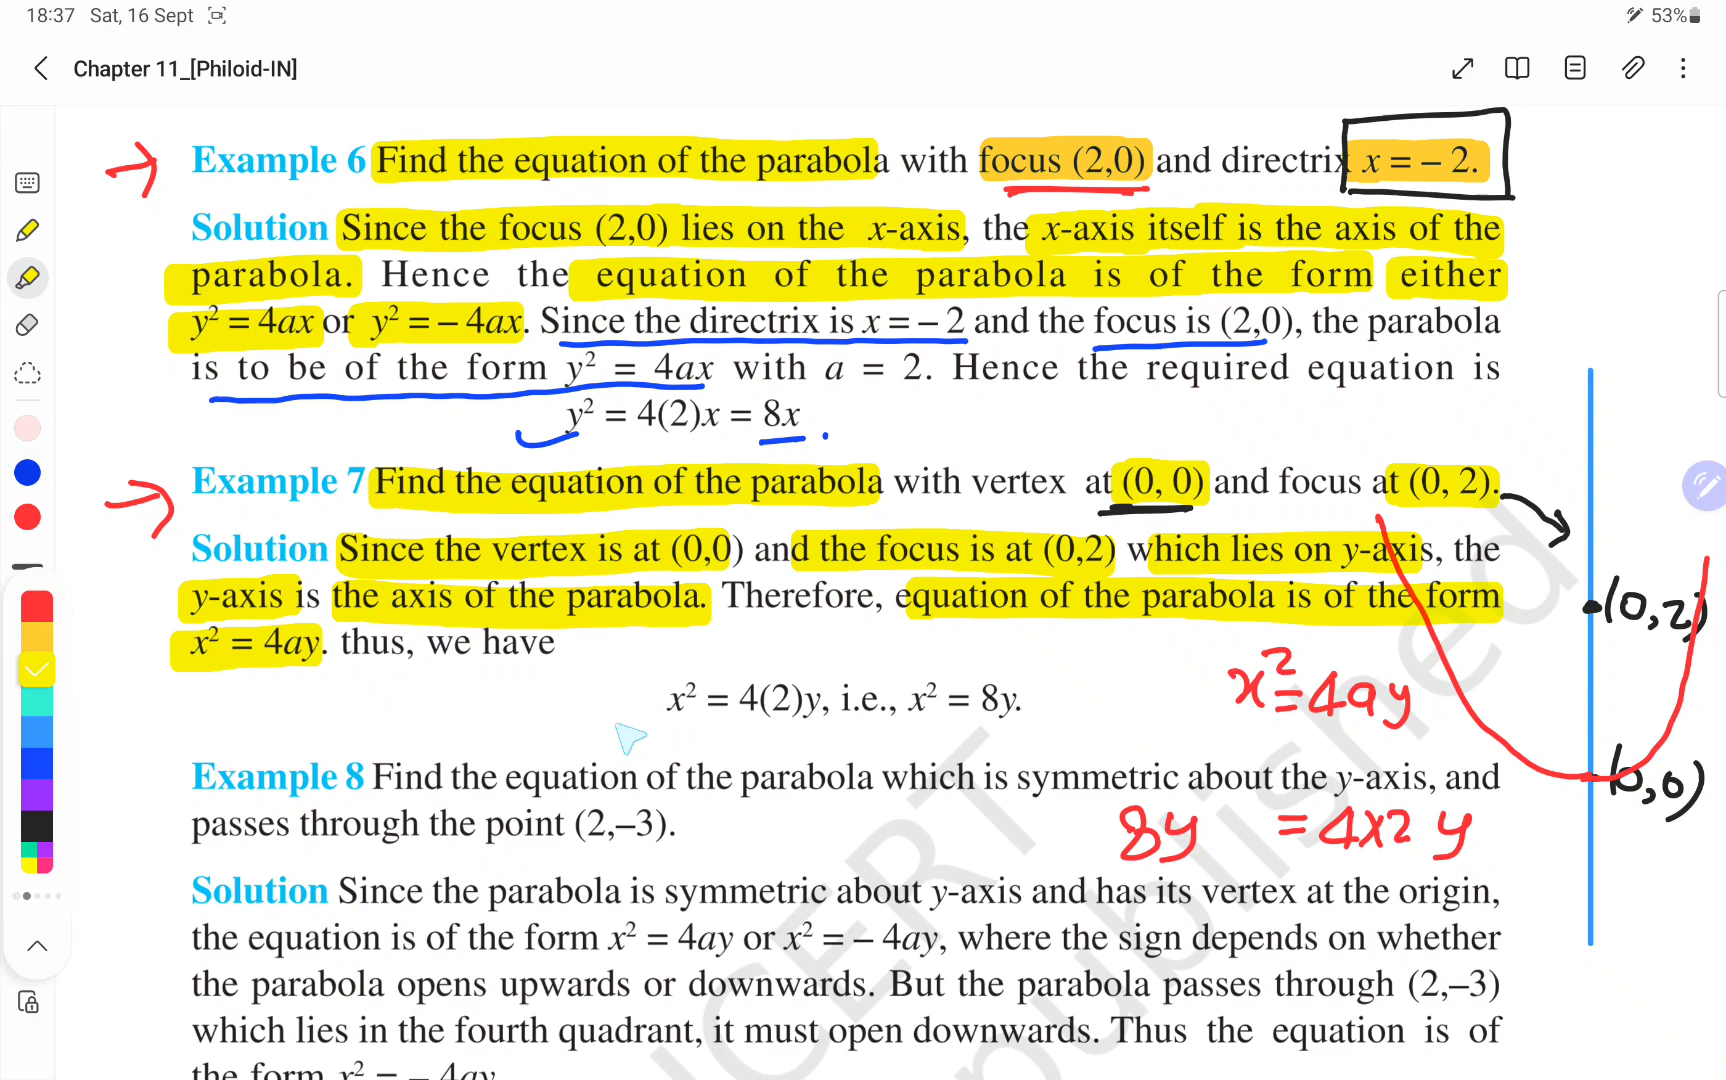 18:37 Sat, 16 Sept 53%
Chapter 11_[Philoid-IN]
Example 6 Find the equation of the parabola with focus (2,0) and directrix x = – 2.
Solution Since the focus (2,0) lies on the x-axis, the x-axis itself is the axis of the
parabola. Hence the equation of the parabola is of the form either
y² = 4ax or y² = – 4ax. Since the directrix is x = – 2 and the focus is (2,0), the parabola
is to be of the form y² = 4ax with a = 2. Hence the required equation is
y² = 4(2)x = 8x
Example 7 Find the equation of the parabola with vertex at (0, 0) and focus at (0, 2).
Solution Since the vertex is at (0,0) and the focus is at (0,2) which lies on y-axis, the
y-axis is the axis of the parabola. Therefore, equation of the parabola is of the form
(0,2)
x² = 4ay. thus, we have
x² = 4(2)y, i.e., x² = 8y.
x² = 4ay
Example 8 Find the equation of the parabola which is symmetric about the y-axis, and
(0,0)
passes through the point (2,–3).
8y = 4x2 y
Solution Since the parabola is symmetric about y-axis and has its vertex at the origin,
the equation is of the form x² = 4ay or x² = – 4ay, where the sign depends on whether
the parabola opens upwards or downwards. But the parabola passes through (2,–3)
which lies in the fourth quadrant, it must open downwards. Thus the equation is of
the form x² = – 4ay